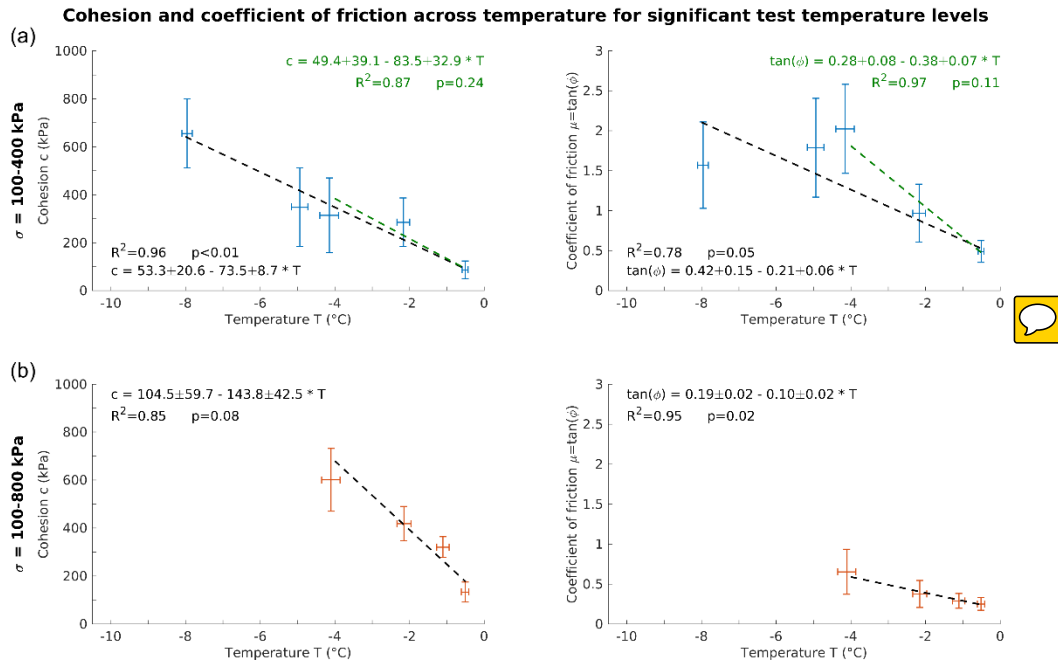 Cohesion and coefficient of friction across temperature for significant test temperature levels
(a)
σ = 100-400 kPa
Cohesion c (kPa)
1000
800
600
400
200
0
c = 49.4+39.1 - 83.5+32.9 * T
R²=0.87 p=0.24
R²=0.96 p<0.01
c = 53.3+20.6 - 73.5+8.7 * T
-10 -8 -6 -4 -2 0
Temperature T (°C)
Coefficient of friction μ=tan(ϕ)
3
2.5
2
1.5
1
0.5
0
tan(ϕ) = 0.28+0.08 - 0.38+0.07 * T
R²=0.97 p=0.11
R²=0.78 p=0.05
tan(ϕ) = 0.42+0.15 - 0.21+0.06 * T
-10 -8 -6 -4 -2 0
Temperature T (°C)
(b)
σ = 100-800 kPa
Cohesion c (kPa)
1000
800
600
400
200
0
c = 104.5±59.7 - 143.8±42.5 * T
R²=0.85 p=0.08
-10 -8 -6 -4 -2 0
Temperature T (°C)
Coefficient of friction μ=tan(ϕ)
3
2.5
2
1.5
1
0.5
0
tan(ϕ) = 0.19±0.02 - 0.10±0.02 * T
R²=0.95 p=0.02
-10 -8 -6 -4 -2 0
Temperature T (°C)